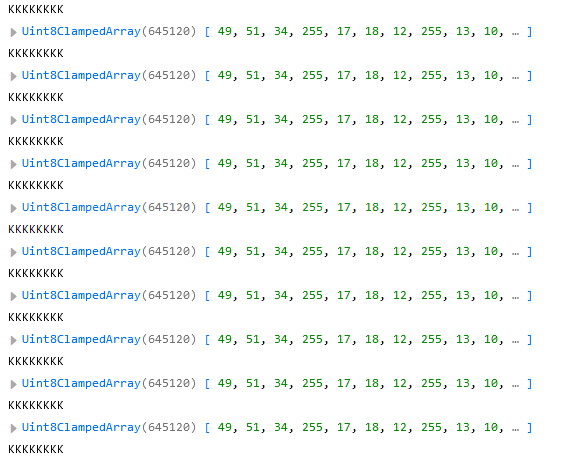 KKKKKKKK
▶ Uint8ClampedArray(645120) [ 49, 51, 34, 255, 17, 18, 12, 255, 13, 10, … ]
KKKKKKKK
▶ Uint8ClampedArray(645120) [ 49, 51, 34, 255, 17, 18, 12, 255, 13, 10, … ]
KKKKKKKK
▶ Uint8ClampedArray(645120) [ 49, 51, 34, 255, 17, 18, 12, 255, 13, 10, … ]
KKKKKKKK
▶ Uint8ClampedArray(645120) [ 49, 51, 34, 255, 17, 18, 12, 255, 13, 10, … ]
KKKKKKKK
▶ Uint8ClampedArray(645120) [ 49, 51, 34, 255, 17, 18, 12, 255, 13, 10, … ]
KKKKKKKK
▶ Uint8ClampedArray(645120) [ 49, 51, 34, 255, 17, 18, 12, 255, 13, 10, … ]
KKKKKKKK
▶ Uint8ClampedArray(645120) [ 49, 51, 34, 255, 17, 18, 12, 255, 13, 10, … ]
KKKKKKKK
▶ Uint8ClampedArray(645120) [ 49, 51, 34, 255, 17, 18, 12, 255, 13, 10, … ]
KKKKKKKK
▶ Uint8ClampedArray(645120) [ 49, 51, 34, 255, 17, 18, 12, 255, 13, 10, … ]
KKKKKKKK
▶ Uint8ClampedArray(645120) [ 49, 51, 34, 255, 17, 18, 12, 255, 13, 10, … ]
KKKKKKKK